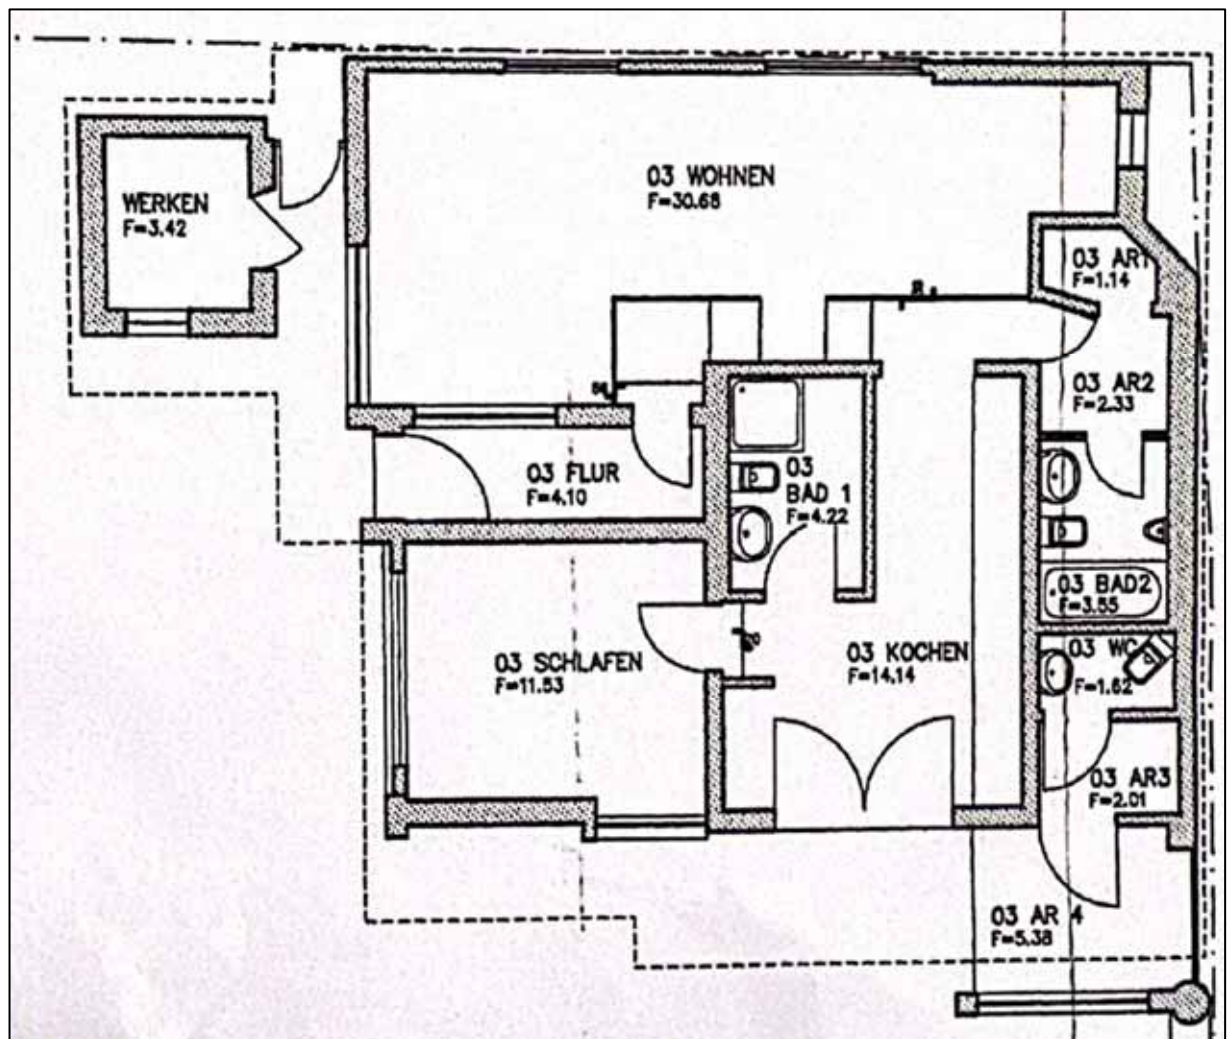 03 WOHNEN
F=30.68
WERKEN
F=3.42
03 AR1
F=1.14
03 AR2
F=2.33
03 FLUR
F=4.10
03
BAD 1
F=4.22
03 BAD2
F=3.55
03 SCHLAFEN
F=11.53
03 KOCHEN
F=14.14
03 WC
F=1.62
03 AR3
F=2.01
03 AR 4
F=5.38